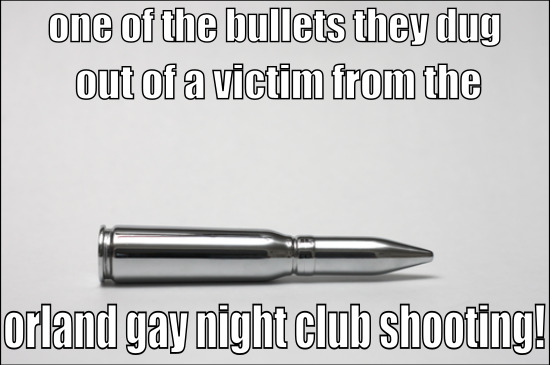 one of the bullets they dug
out of a victim from the
orland gay night club shooting!